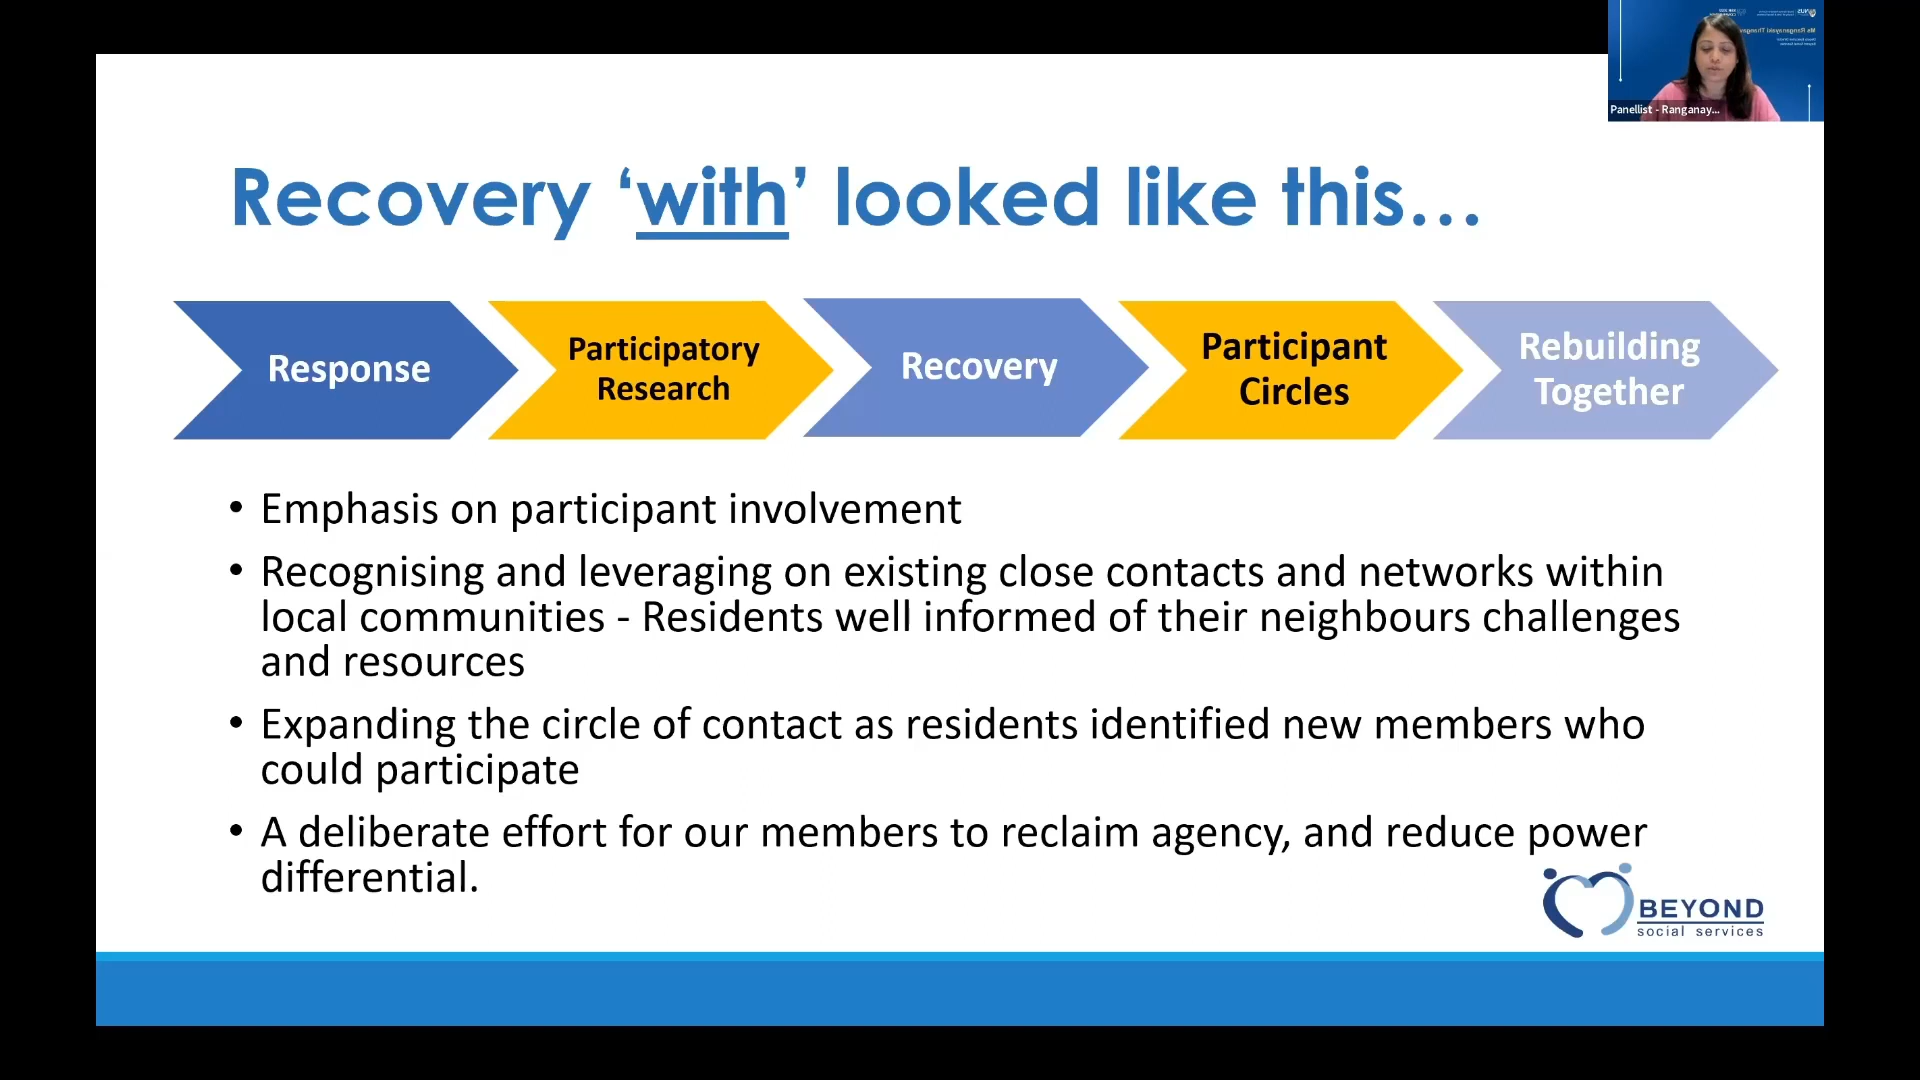 Panellist - Ranganay...
Recovery ‘with’ looked like this...
Response
Participatory
Research
Recovery
Participant
Circles
Rebuilding
Together
• Emphasis on participant involvement
• Recognising and leveraging on existing close contacts and networks within
local communities - Residents well informed of their neighbours challenges
and resources
• Expanding the circle of contact as residents identified new members who
could participate
• A deliberate effort for our members to reclaim agency, and reduce power
differential.
BEYOND
social services